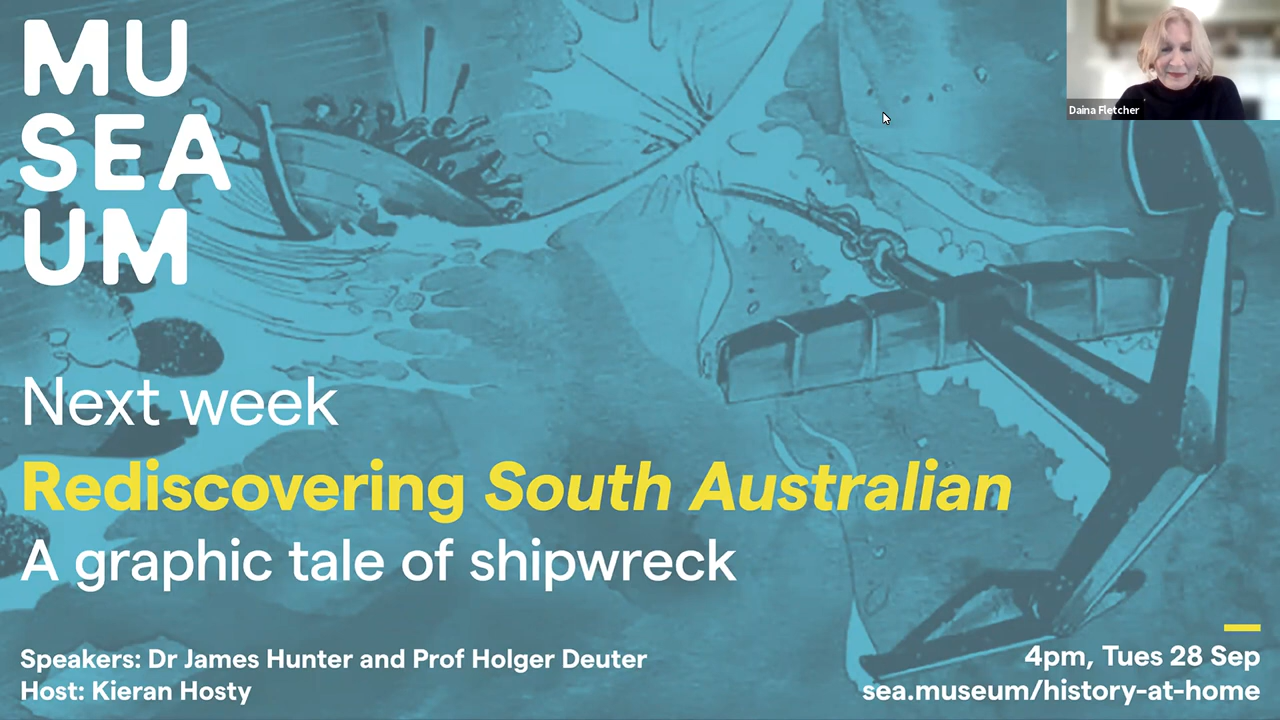 MU
SEA
UM
Daina Fletcher
Next week
Rediscovering South Australian
A graphic tale of shipwreck
Speakers: Dr James Hunter and Prof Holger Deuter
Host: Kieran Hosty
4pm, Tues 28 Sep
sea.museum/history-at-home